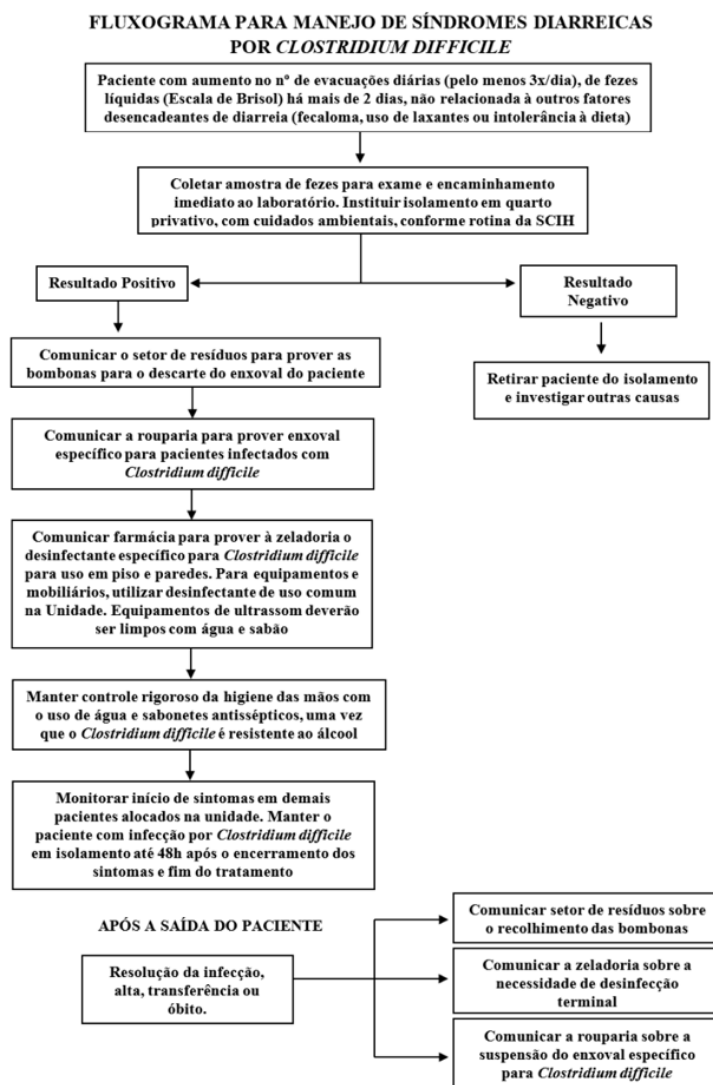 FLUXOGRAMA PARA MANEJO DE SÍNDROMES DIARREICAS
POR CLOSTRIDIUM DIFFICILE
Paciente com aumento no nº de evacuações diárias (pelo menos 3x/dia), de fezes
líquidas (Escala de Brisol) há mais de 2 dias, não relacionada à outros fatores
desencadeantes de diarreia (fecaloma, uso de laxantes ou intolerância à dieta)
Coletar amostra de fezes para exame e encaminhamento
imediato ao laboratório. Instituir isolamento em quarto
privativo, com cuidados ambientais, conforme rotina da SCIH
Resultado Positivo
Resultado
Negativo
Comunicar o setor de resíduos para prover as
bombonas para o descarte do enxoval do paciente
Retirar paciente do isolamento
e investigar outras causas
Comunicar a rouparia para prover enxoval
específico para pacientes infectados com
Clostridium difficile
Comunicar farmácia para prover à zeladoria o
desinfectante específico para Clostridium difficile
para uso em piso e paredes. Para equipamentos e
mobiliários, utilizar desinfectante de uso comum
na Unidade. Equipamentos de ultrassom deverão
ser limpos com água e sabão
Manter controle rigoroso da higiene das mãos com
o uso de água e sabonetes antissépticos, uma vez
que o Clostridium difficile é resistente ao álcool
Monitorar início de sintomas em demais
pacientes alocados na unidade. Manter o
paciente com infecção por Clostridium difficile
em isolamento até 48h após o encerramento dos
sintomas e fim do tratamento
APÓS A SAÍDA DO PACIENTE
Resolução da infecção,
alta, transferência ou
óbito.
Comunicar setor de resíduos sobre
o recolhimento das bombonas
Comunicar a zeladoria sobre a
necessidade de desinfecção
terminal
Comunicar a rouparia sobre a
suspensão do enxoval específico
para Clostridium difficile